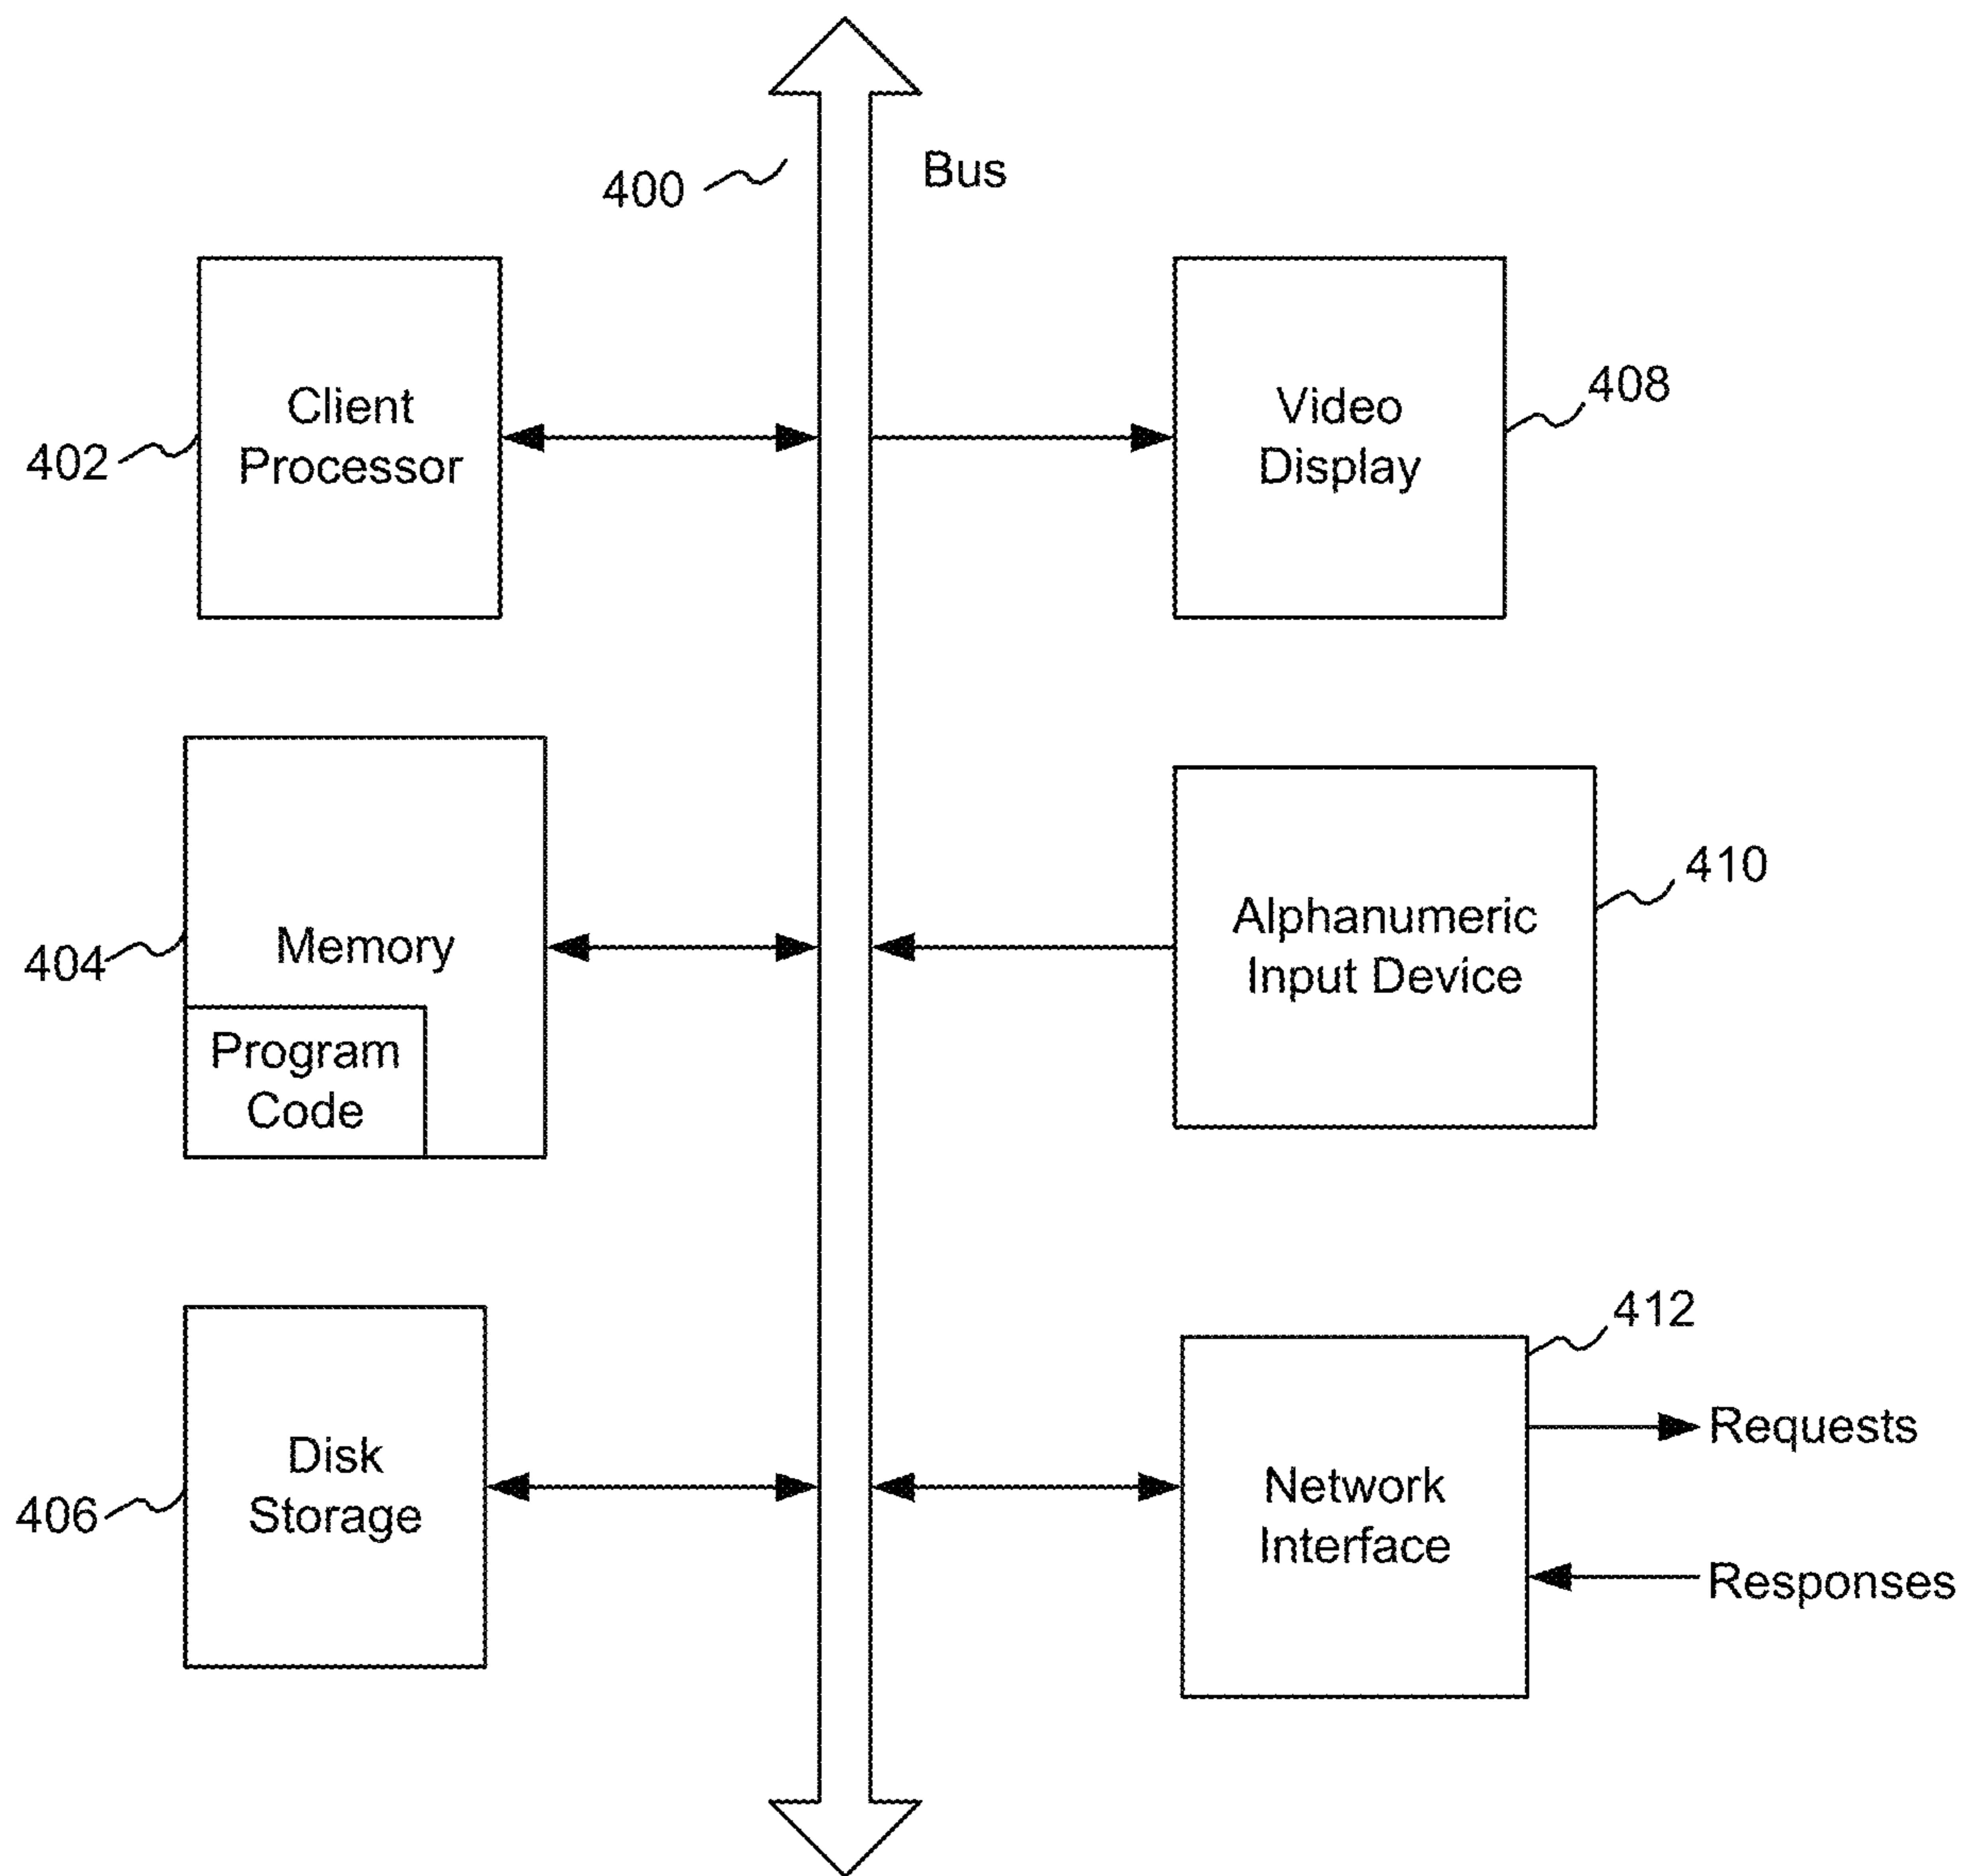 400
Bus
Client
Processor
402
Video
Display
408
Memory
404
Program
Code
Alphanumeric
Input Device
410
Disk
Storage
406
Network
Interface
412
Requests
Responses